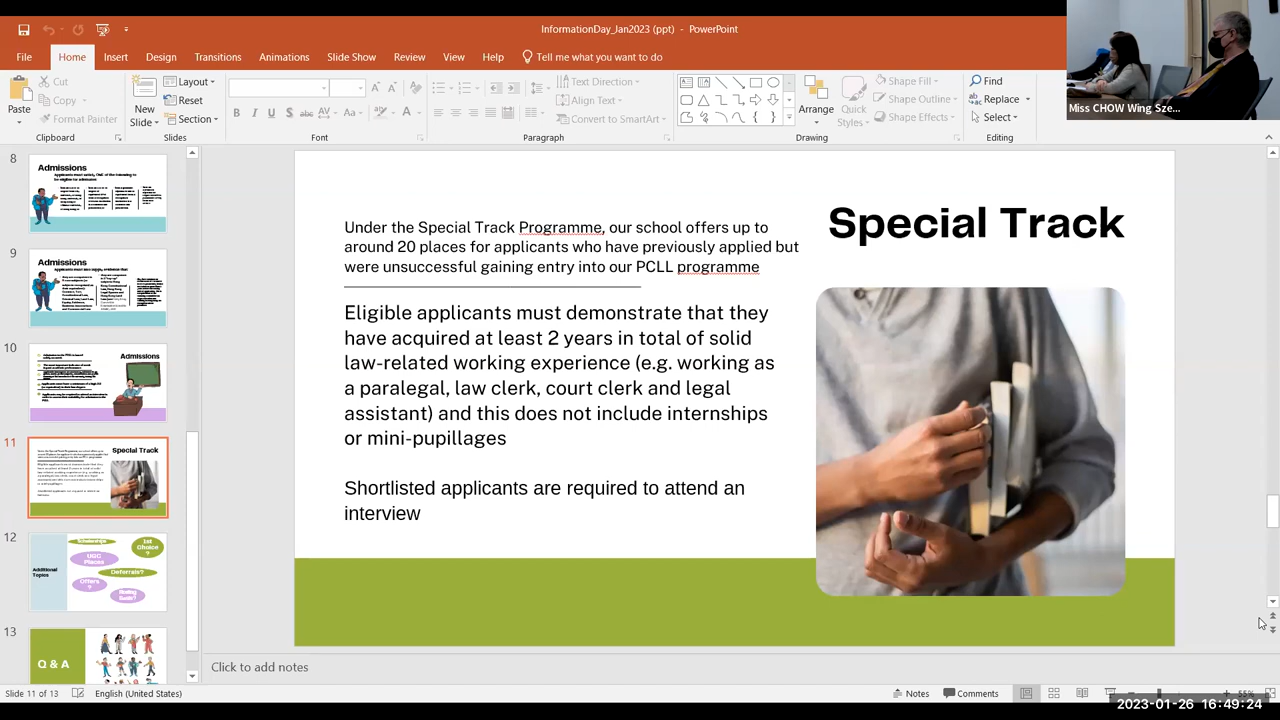 InformationDay_Jan2023 (ppt) - PowerPoint
File Home Insert Design Transitions Animations Slide Show Review View Help Tell me what you want to do
Paste
Cut
Copy
Format Painter
Clipboard
New Slide
Layout
Reset
Section
Slides
Font
Text Direction
Align Text
Convert to SmartArt
Paragraph
Arrange
Quick Styles
Shape Fill
Shape Outline
Shape Effects
Drawing
Find
Replace
Select
Editing
Miss CHOW Wing Sze...
8
Admissions
9
Admissions
10
Admissions
11
Special Track
12
Additional
Topics
Scholarships
1st
Choice
?
UGC
Places
Deferrals?
Offers
?
13
Q & A
Special Track
Under the Special Track Programme, our school offers up to
around 20 places for applicants who have previously applied but
were unsuccessful gaining entry into our PCLL programme
Eligible applicants must demonstrate that they
have acquired at least 2 years in total of solid
law-related working experience (e.g. working as
a paralegal, law clerk, court clerk and legal
assistant) and this does not include internships
or mini-pupillages
Shortlisted applicants are required to attend an
interview
Click to add notes
Slide 11 of 13 English (United States) Notes Comments 55%
2023-01-26 16:49:24